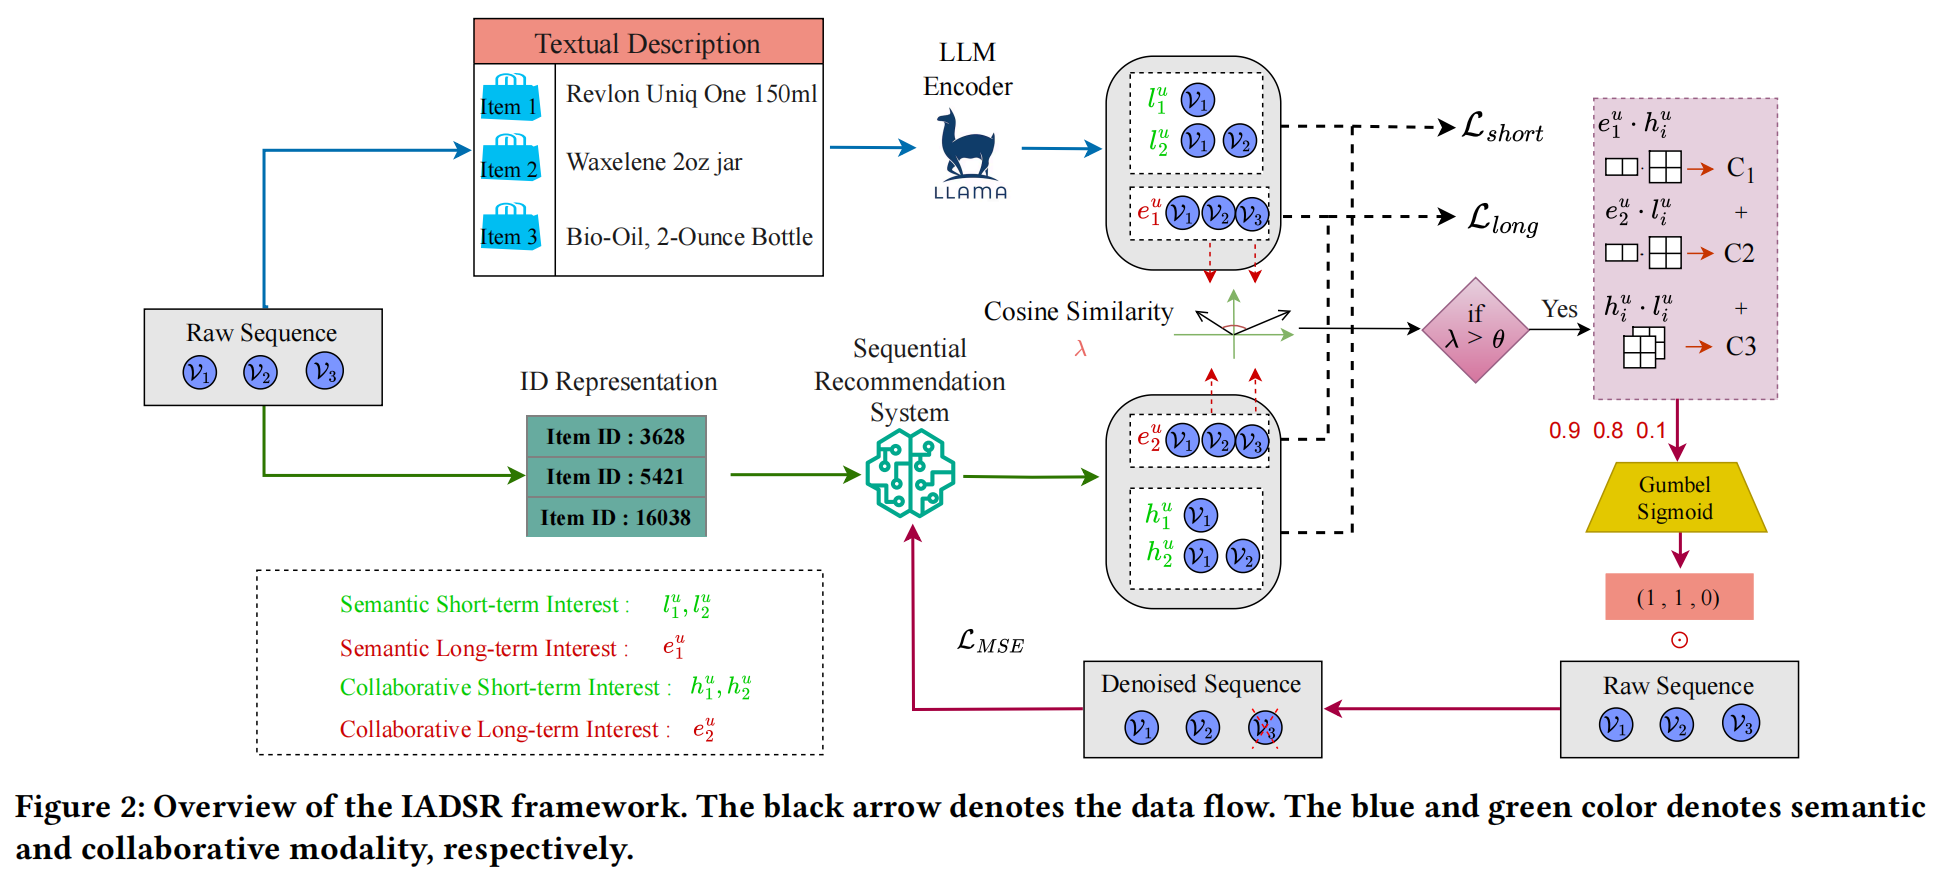 Textual Description
Item 1
Revlon Uniq One 150ml
Item 2
Waxelene 2oz jar
Item 3
Bio-Oil, 2-Ounce Bottle
LLM
Encoder
LLAMA
l₁ᵘ 𝒱₁
l₂ᵘ 𝒱₁ 𝒱₂
e₁ᵘ 𝒱₁ 𝒱₂ 𝒱₃
ℒ_short
ℒ_long
e₁ᵘ · hᵢᵘ
· C₁
e₂ᵘ · lᵢᵘ +
· C2
hᵢᵘ · lᵢᵘ +
C3
Raw Sequence
𝒱₁ 𝒱₂ 𝒱₃
Cosine Similarity
λ
if
λ > θ
Yes
ID Representation
Item ID : 3628
Item ID : 5421
Item ID : 16038
Sequential
Recommendation
System
e₂ᵘ 𝒱₁ 𝒱₂ 𝒱₃
h₁ᵘ 𝒱₁
h₂ᵘ 𝒱₁ 𝒱₂
0.9 0.8 0.1
Gumbel
Sigmoid
(1 , 1 , 0)
⊙
Raw Sequence
𝒱₁ 𝒱₂ 𝒱₃
Denoised Sequence
𝒱₁ 𝒱₂ 𝒱₃
ℒ_MSE
Semantic Short-term Interest : l₁ᵘ, l₂ᵘ
Semantic Long-term Interest : e₁ᵘ
Collaborative Short-term Interest : h₁ᵘ, h₂ᵘ
Collaborative Long-term Interest : e₂ᵘ
Figure 2: Overview of the IADSR framework. The black arrow denotes the data flow. The blue and green color denotes semantic
and collaborative modality, respectively.